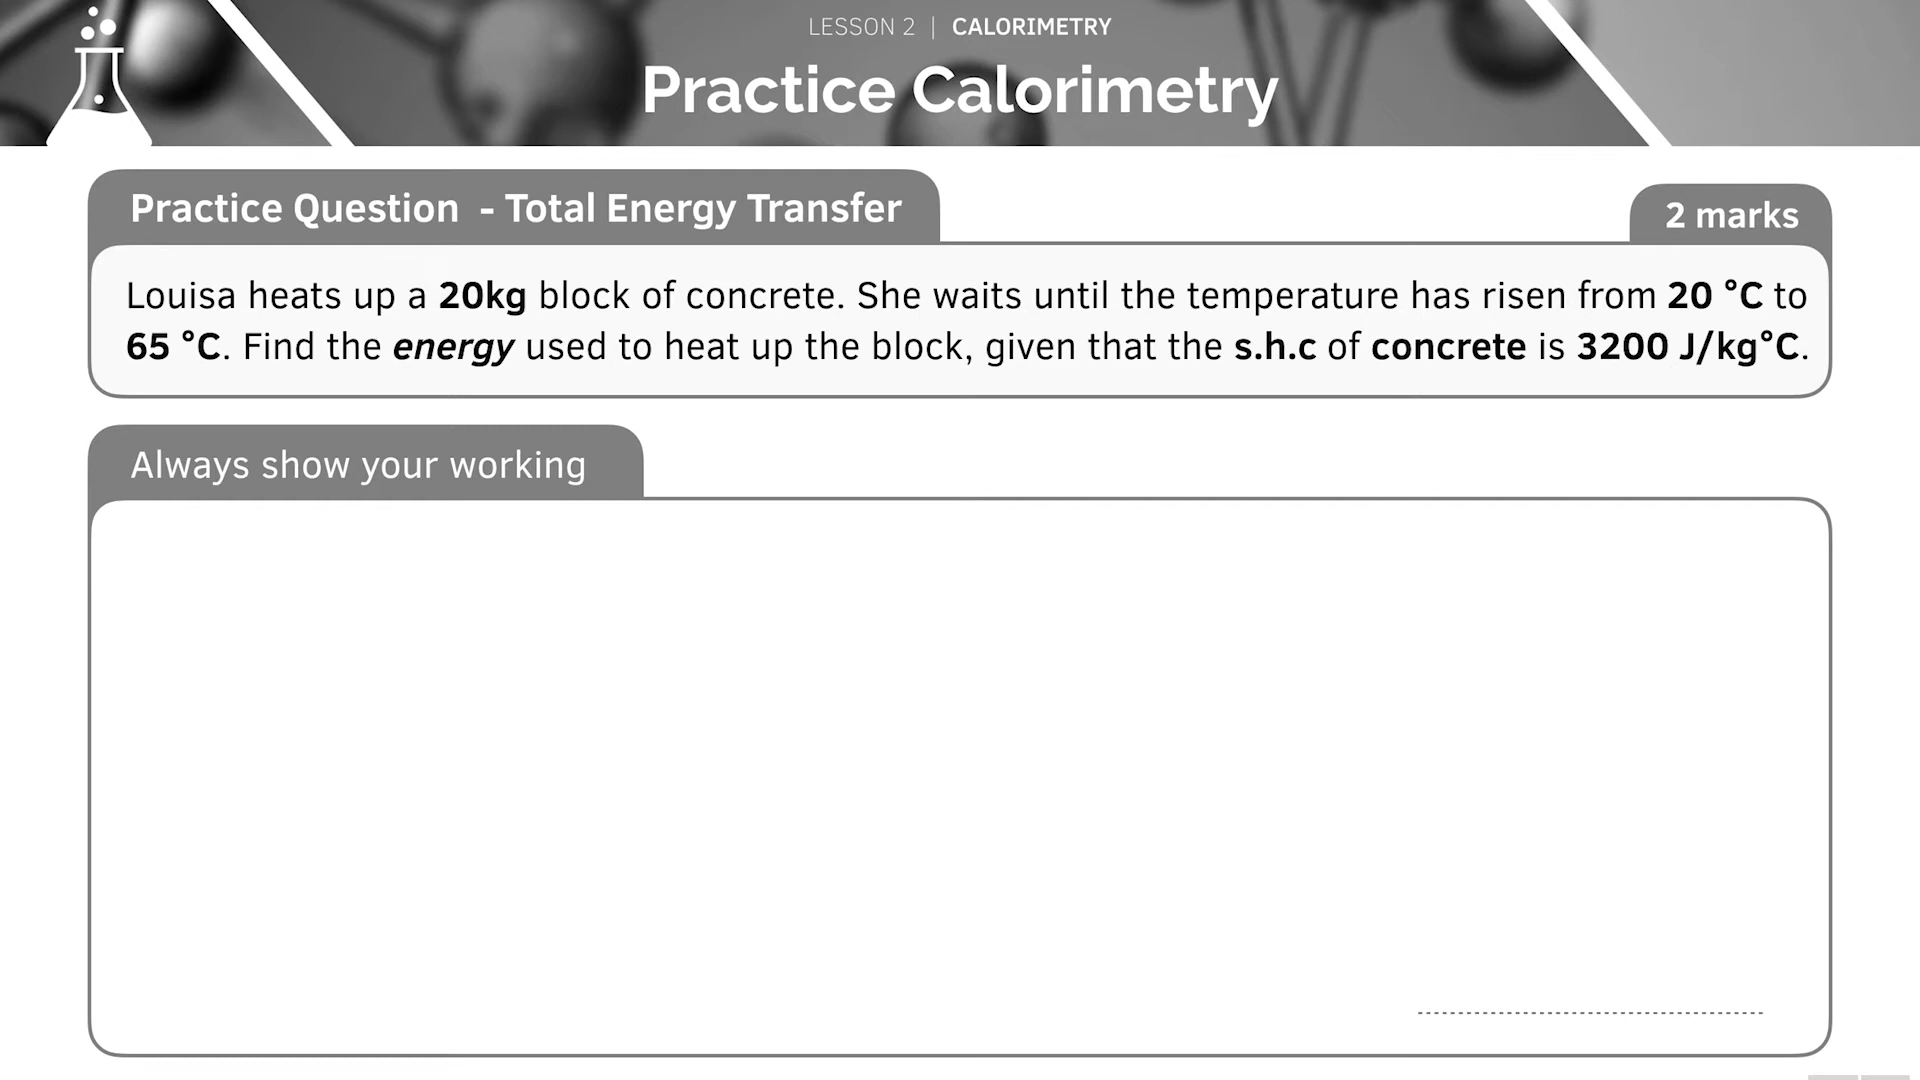 LESSON 2 | CALORIMETRY
Practice Calorimetry
Practice Question - Total Energy Transfer
2 marks
Louisa heats up a 20kg block of concrete. She waits until the temperature has risen from 20 °C to
65 °C. Find the energy used to heat up the block, given that the s.h.c of concrete is 3200 J/kg°C.
Always show your working